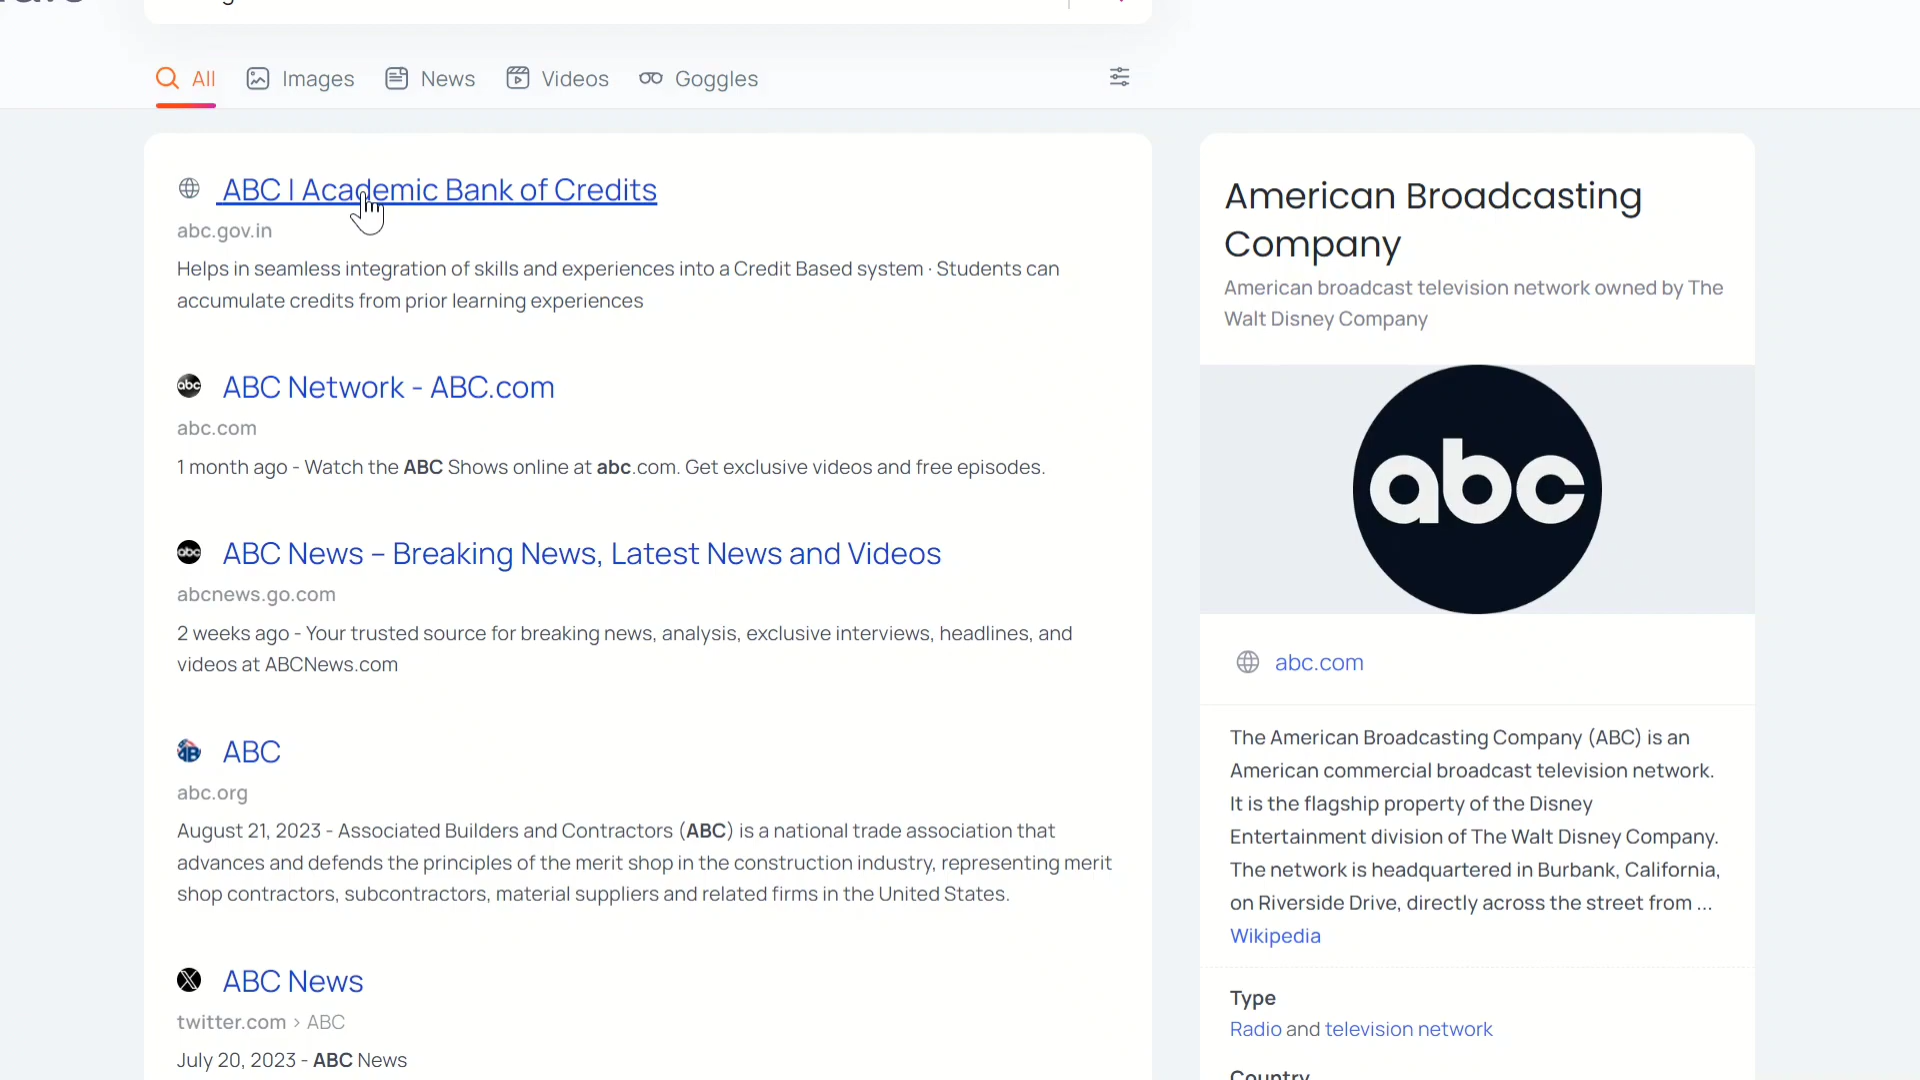 All Images News Videos Goggles
ABC | Academic Bank of Credits
abc.gov.in
Helps in seamless integration of skills and experiences into a Credit Based system · Students can
accumulate credits from prior learning experiences
abc ABC Network - ABC.com
abc.com
1 month ago - Watch the ABC Shows online at abc.com. Get exclusive videos and free episodes.
abc ABC News – Breaking News, Latest News and Videos
abcnews.go.com
2 weeks ago - Your trusted source for breaking news, analysis, exclusive interviews, headlines, and
videos at ABCNews.com
ABC
abc.org
August 21, 2023 - Associated Builders and Contractors (ABC) is a national trade association that
advances and defends the principles of the merit shop in the construction industry, representing merit
shop contractors, subcontractors, material suppliers and related firms in the United States.
ABC News
twitter.com › ABC
July 20, 2023 - ABC News
American Broadcasting
Company
American broadcast television network owned by The
Walt Disney Company
abc
abc.com
The American Broadcasting Company (ABC) is an
American commercial broadcast television network.
It is the flagship property of the Disney
Entertainment division of The Walt Disney Company.
The network is headquartered in Burbank, California,
on Riverside Drive, directly across the street from ...
Wikipedia
Type
Radio and television network
Country